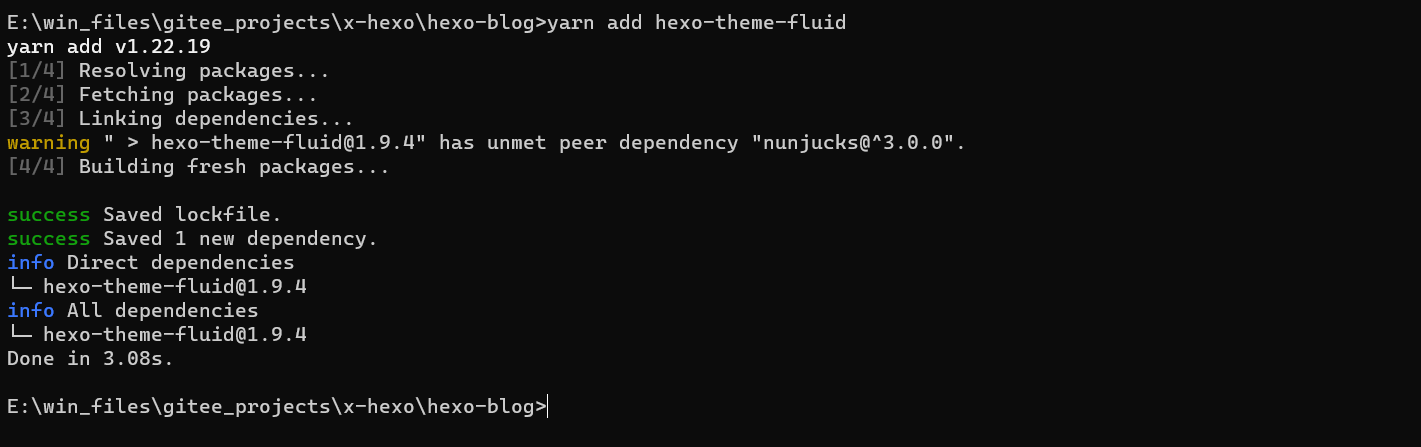 E:\win_files\gitee_projects\x-hexo\hexo-blog>yarn add hexo-theme-fluid
yarn add v1.22.19
[1/4] Resolving packages...
[2/4] Fetching packages...
[3/4] Linking dependencies...
warning " > hexo-theme-fluid@1.9.4" has unmet peer dependency "nunjucks@^3.0.0".
[4/4] Building fresh packages...
success Saved lockfile.
success Saved 1 new dependency.
info Direct dependencies
└─ hexo-theme-fluid@1.9.4
info All dependencies
└─ hexo-theme-fluid@1.9.4
Done in 3.08s.
E:\win_files\gitee_projects\x-hexo\hexo-blog>